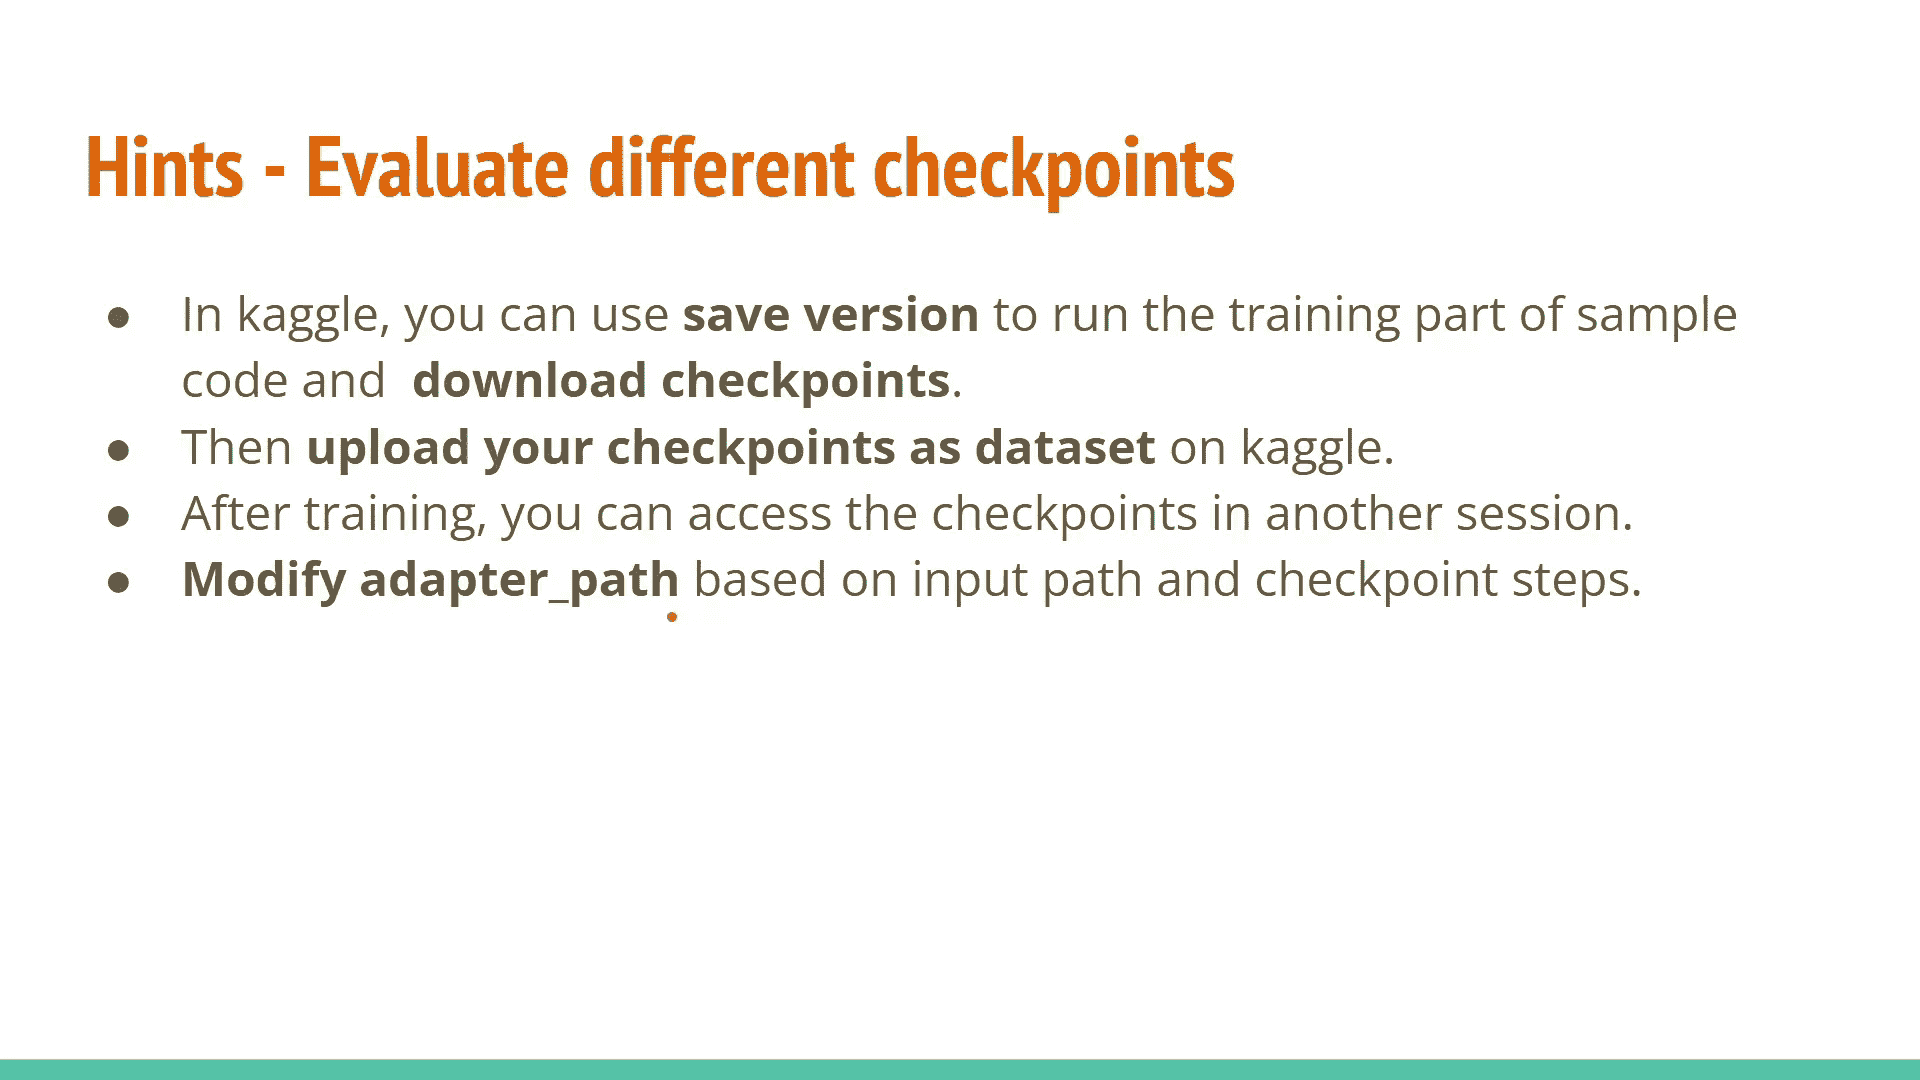 Hints - Evaluate different checkpoints
● In kaggle, you can use save version to run the training part of sample
code and  download checkpoints.
● Then upload your checkpoints as dataset on kaggle.
● After training, you can access the checkpoints in another session.
● Modify adapter_path based on input path and checkpoint steps.